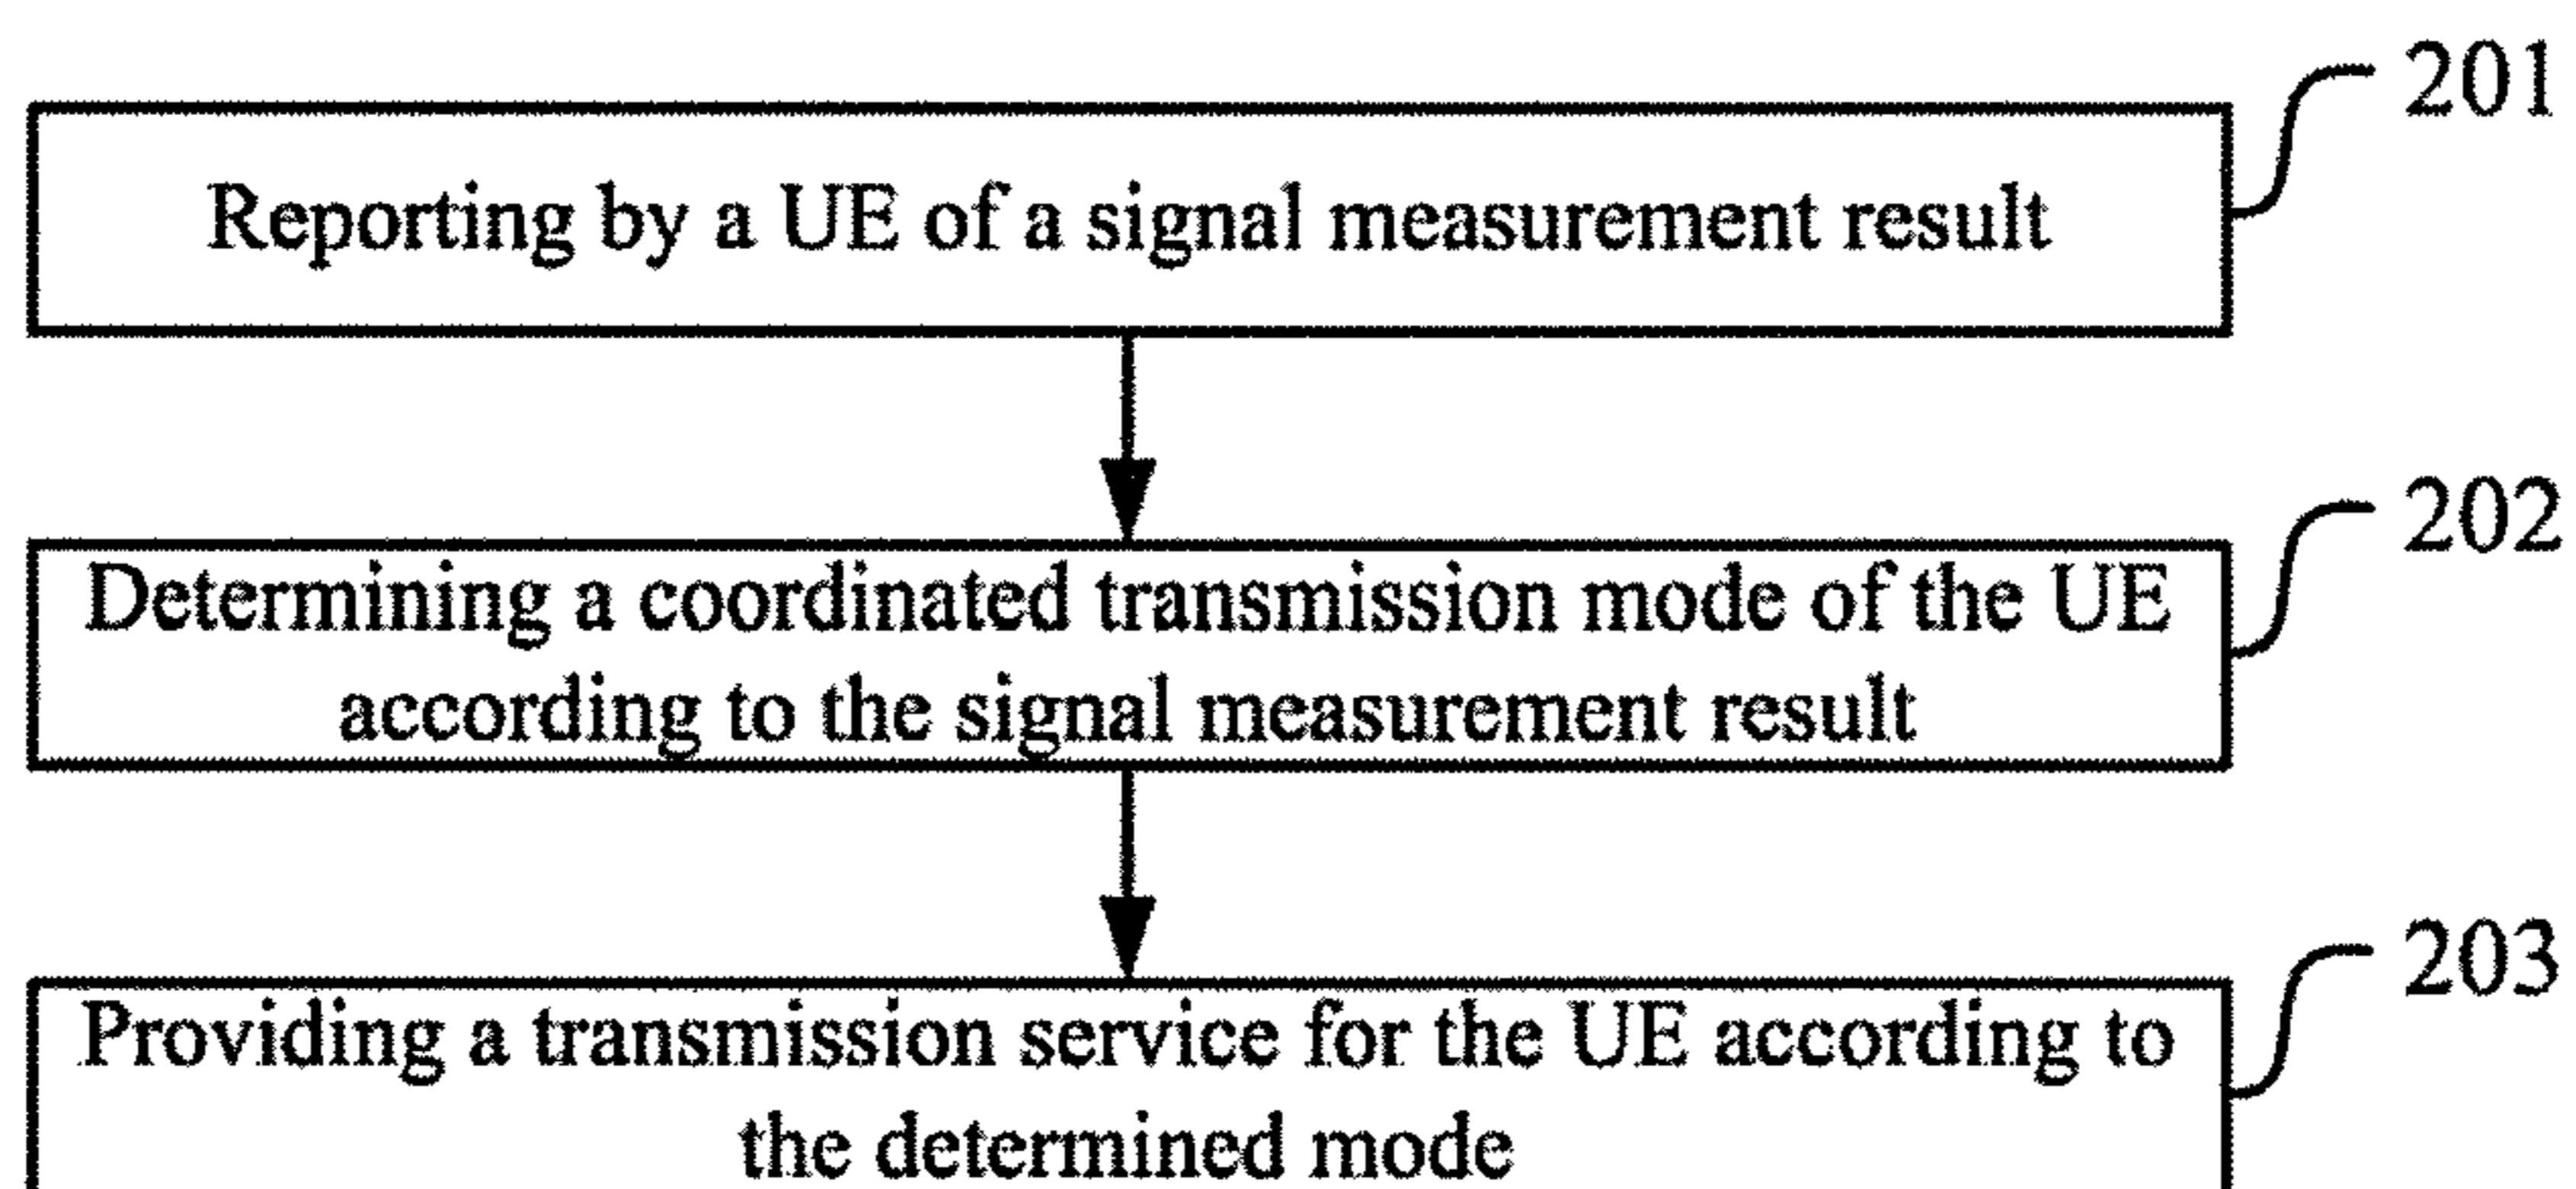 201
Reporting by a UE of a signal measurement result
202
Determining a coordinated transmission mode of the UE
according to the signal measurement result
203
Providing a transmission service for the UE according to
the determined mode